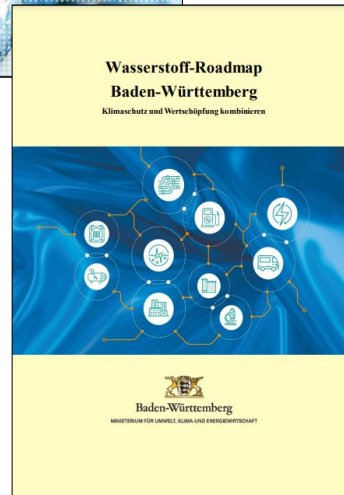 Wasserstoff-Roadmap
Baden-Württemberg
Klimaschutz und Wertschöpfung kombinieren
Baden-Württemberg
MINISTERIUM FÜR UMWELT, KLIMA UND ENERGIEWIRTSCHAFT